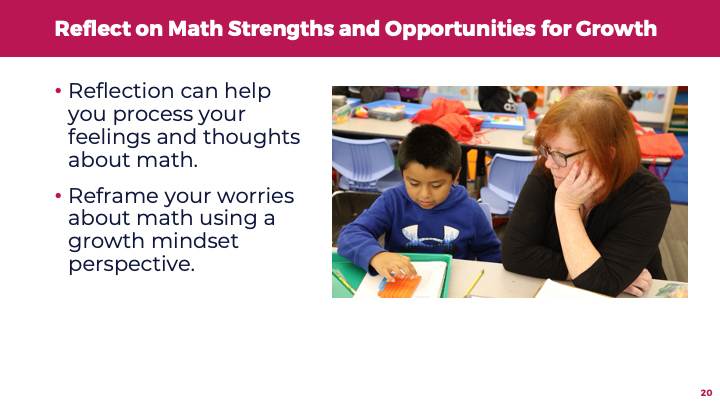 Reflect on Math Strengths and Opportunities for Growth
• Reflection can help
you process your
feelings and thoughts
about math.
• Reframe your worries
about math using a
growth mindset
perspective.
20